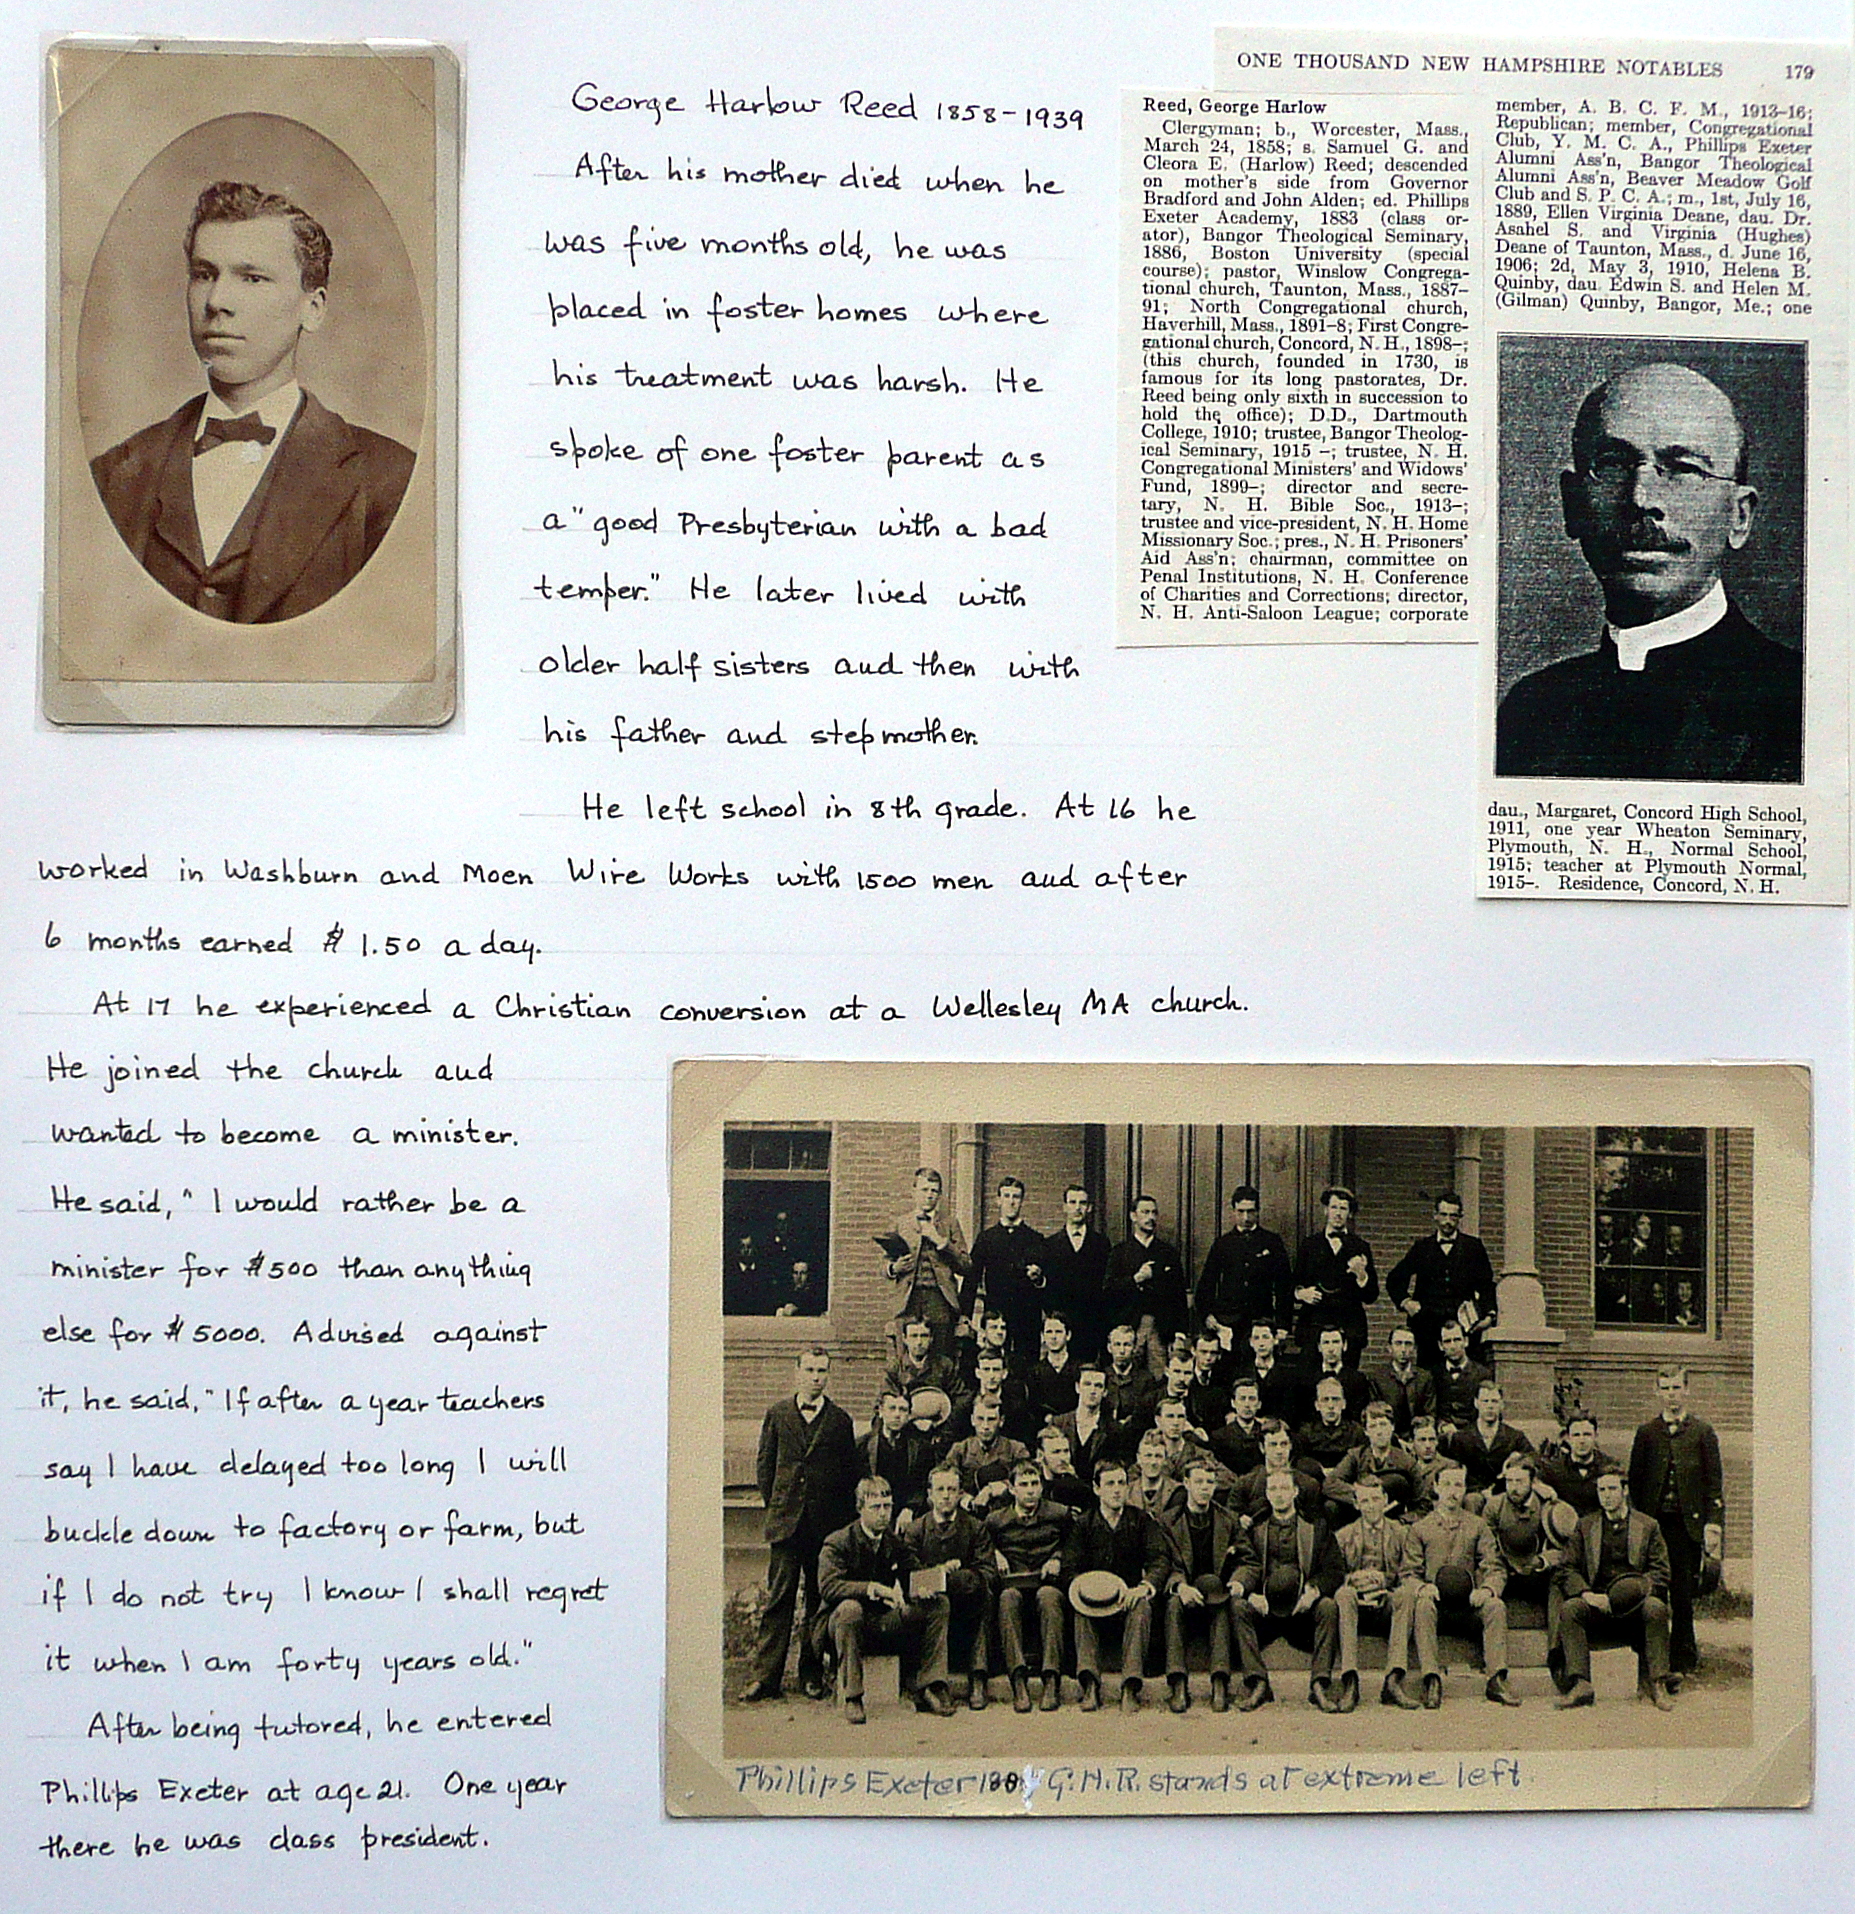 George Harlow Reed 1858-1939
After his mother died when he
was five months old, he was
placed in foster homes where
his treatment was harsh. He
spoke of one foster parent as
a "good Presbyterian with a bad
temper." He later lived with
older half sisters and then with
his father and stepmother.
He left school in 8th grade. At 16 he
worked in Washburn and Moen Wire Works with 1500 men and after
6 months earned $1.50 a day.
At 17 he experienced a Christian conversion at a Wellesley MA church.
He joined the church and
wanted to become a minister.
He said, "I would rather be a
minister for $500 than anything
else for $5000. Advised against
it, he said, "If after a year teachers
say I have delayed too long I will
buckle down to factory or farm, but
if I do not try I know I shall regret
it when I am forty years old."
After being tutored, he entered
Phillips Exeter at age 21. One year
there he was class president.
ONE THOUSAND NEW HAMPSHIRE NOTABLES 179
Reed, George Harlow
Clergyman; b., Worcester, Mass.,
March 24, 1858; s. Samuel G. and
Cleora E. (Harlow) Reed; descended
on mother's side from Governor
Bradford and John Alden; ed. Phillips
Exeter Academy, 1883 (class or-
ator), Bangor Theological Seminary,
1886, Boston University (special
course); pastor, Winslow Congrega-
tional church, Taunton, Mass., 1887-
91; North Congregational church,
Haverhill, Mass., 1891-8; First Congre-
gational church, Concord, N. H., 1898-;
(this church, founded in 1730, is
famous for its long pastorates, Dr.
Reed being only sixth in succession to
hold the office); D.D., Dartmouth
College, 1910; trustee, Bangor Theolog-
ical Seminary, 1915 -; trustee, N. H.
Congregational Ministers' and Widows'
Fund, 1899-; director and secre-
tary, N. H. Bible Soc., 1913-;
trustee and vice-president, N. H. Home
Missionary Soc.; pres., N. H. Prisoners'
Aid Ass'n; chairman, committee on
Penal Institutions, N. H. Conference
of Charities and Corrections; director,
N. H. Anti-Saloon League; corporate
member, A. B. C. F. M., 1913-16;
Republican; member, Congregational
Club, Y. M. C. A., Phillips Exeter
Alumni Ass'n, Bangor Theological
Alumni Ass'n, Beaver Meadow Golf
Club and S. P. C. A.; m., 1st, July 16,
1889, Ellen Virginia Deane, dau. Dr.
Asahel S. and Virginia (Hughes)
Deane of Taunton, Mass., d. June 16,
1906; 2d, May 3, 1910, Helena B.
Quinby, dau. Edwin S. and Helen M.
(Gilman) Quinby, Bangor, Me.; one
dau., Margaret, Concord High School,
1911, one year Wheaton Seminary,
Plymouth, N. H., Normal School,
1915; teacher at Plymouth Normal,
1915-. Residence, Concord, N. H.
Phillips Exeter G.H.R. stands at extreme left.